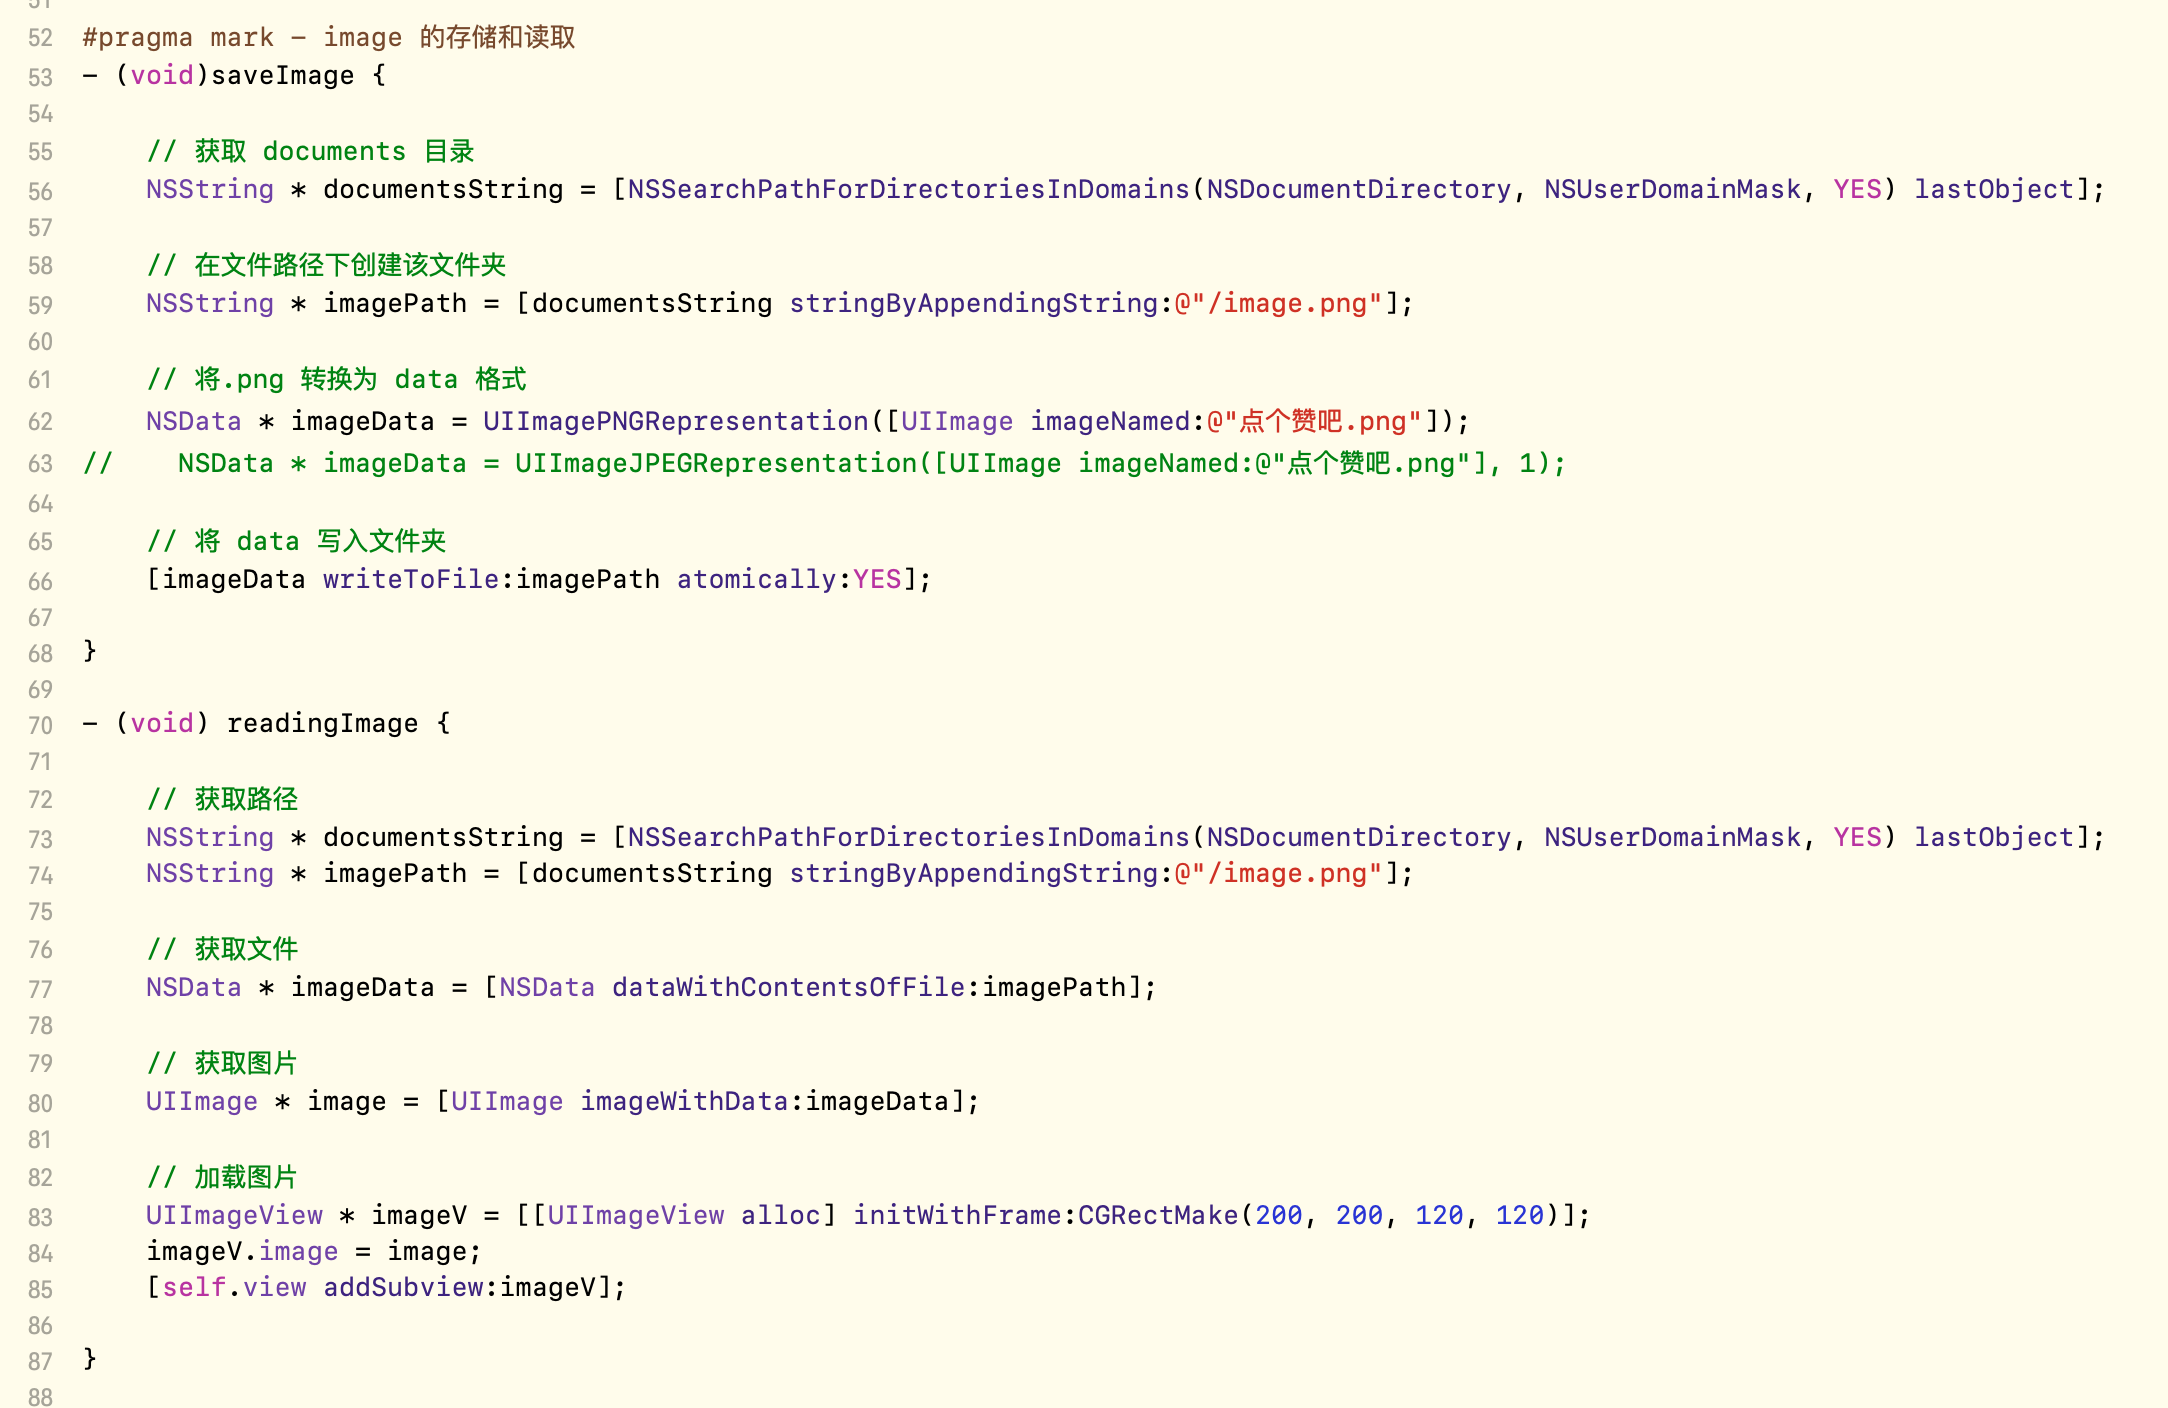 51
52 #pragma mark - image 的存储和读取
53 - (void)saveImage {
54
55 // 获取 documents 目录
56 NSString * documentsString = [NSSearchPathForDirectoriesInDomains(NSDocumentDirectory, NSUserDomainMask, YES) lastObject];
57
58 // 在文件路径下创建该文件夹
59 NSString * imagePath = [documentsString stringByAppendingString:@"/image.png"];
60
61 // 将.png 转换为 data 格式
62 NSData * imageData = UIImagePNGRepresentation([UIImage imageNamed:@"点个赞吧.png"]);
63 // NSData * imageData = UIImageJPEGRepresentation([UIImage imageNamed:@"点个赞吧.png"], 1);
64
65 // 将 data 写入文件夹
66 [imageData writeToFile:imagePath atomically:YES];
67
68 }
69
70 - (void) readingImage {
71
72 // 获取路径
73 NSString * documentsString = [NSSearchPathForDirectoriesInDomains(NSDocumentDirectory, NSUserDomainMask, YES) lastObject];
74 NSString * imagePath = [documentsString stringByAppendingString:@"/image.png"];
75
76 // 获取文件
77 NSData * imageData = [NSData dataWithContentsOfFile:imagePath];
78
79 // 获取图片
80 UIImage * image = [UIImage imageWithData:imageData];
81
82 // 加载图片
83 UIImageView * imageV = [[UIImageView alloc] initWithFrame:CGRectMake(200, 200, 120, 120)];
84 imageV.image = image;
85 [self.view addSubview:imageV];
86
87 }
88